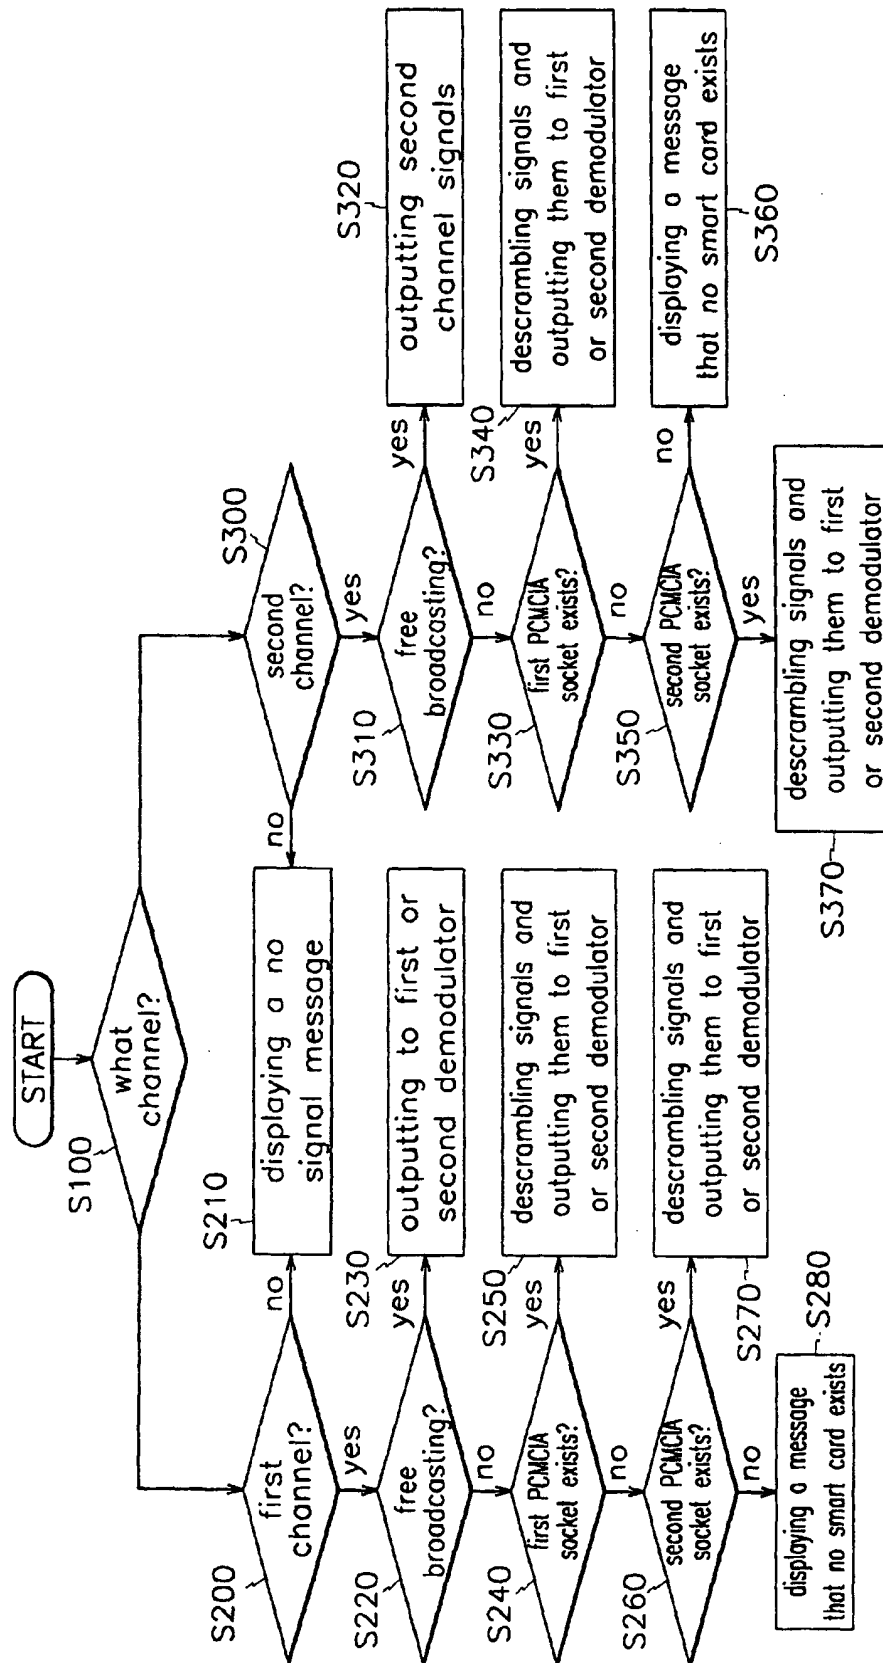 START
S100
what
channel?
S200
first
channel?
no
yes
S210
displaying a no
signal message
no
S300
second
channel?
yes
S220
free
broadcasting?
yes
no
S230
outputting to first or
second demodulator
S310
free
broadcasting?
yes
no
S320
outputting second
channel signals
S240
first PCMCIA
socket exists?
yes
no
S250
descrambling signals and
outputting them to first
or second demodulator
S330
first PCMCIA
socket exists?
yes
no
S340
descrambling signals and
outputting them to first
or second demodulator
S260
second PCMCIA
socket exists?
yes
no
S270
descrambling signals and
outputting them to first
or second demodulator
S350
second PCMCIA
socket exists?
no
yes
displaying a message
that no smart card exists
S360
displaying a message
that no smart card exists
S280
S370
descrambling signals and
outputting them to first
or second demodulator